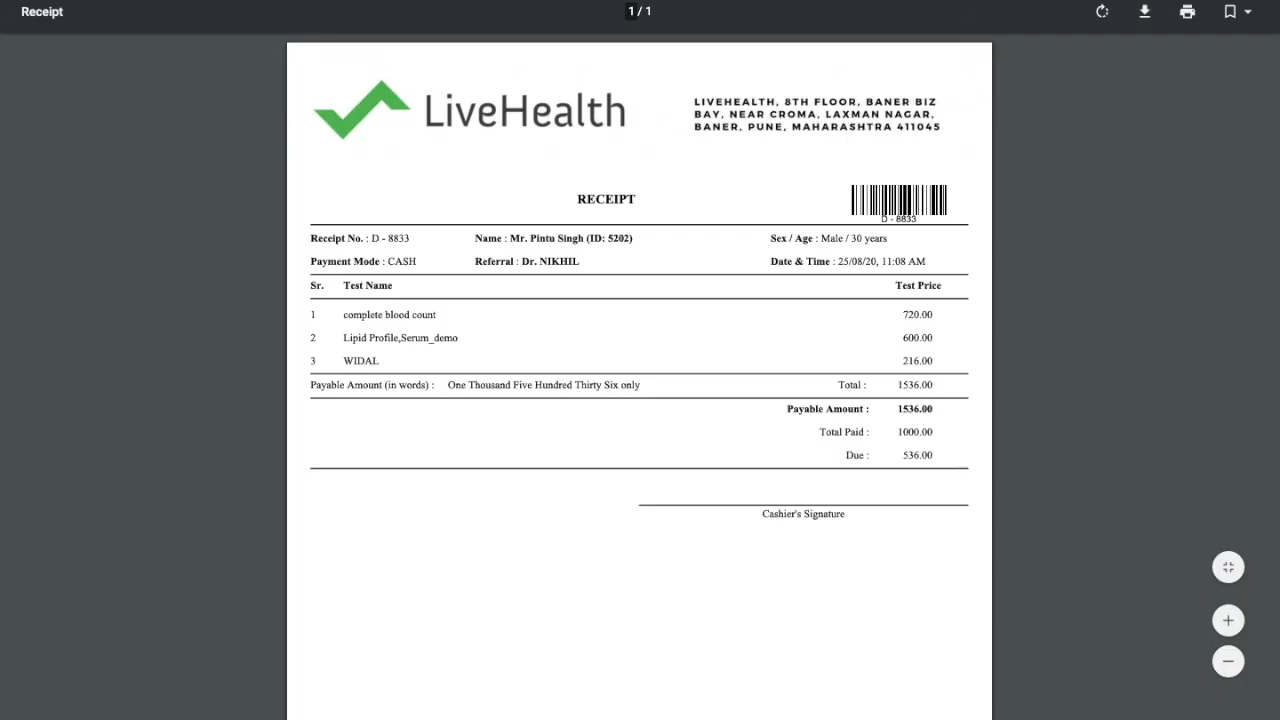 Receipt
1 / 1
LiveHealth
LIVEHEALTH, 8TH FLOOR, BANER BIZ
BAY, NEAR CROMA, LAXMAN NAGAR,
BANER, PUNE, MAHARASHTRA 411045
RECEIPT
D - 8833
Receipt No. : D - 8833 Name : Mr. Pintu Singh (ID: 5202) Sex / Age : Male / 30 years
Payment Mode : CASH Referral : Dr. NIKHIL Date & Time : 25/08/20, 11:08 AM
Sr. Test Name Test Price
1 complete blood count 720.00
2 Lipid Profile,Serum_demo 600.00
3 WIDAL 216.00
Payable Amount (in words) : One Thousand Five Hundred Thirty Six only Total : 1536.00
Payable Amount : 1536.00
Total Paid : 1000.00
Due : 536.00
Cashier's Signature